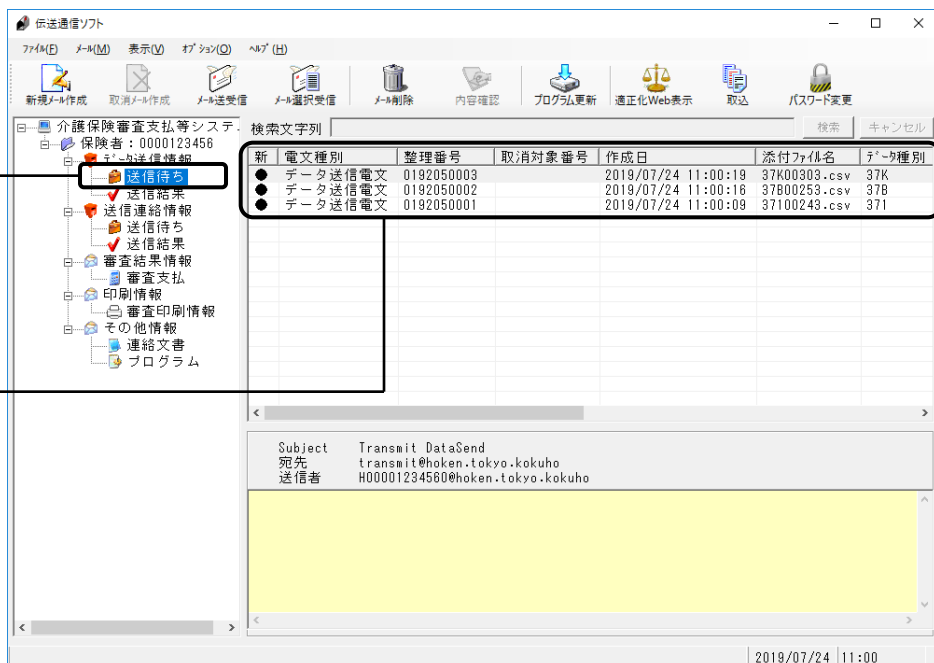 伝送通信ソフト
ファイル(F) メール(M) 表示(V) オプション(O) ヘルプ(H)
新規メール作成 取消メール作成 メール送受信 メール選択受信 メール削除 内容確認 プログラム更新 適正化Web表示 取込 パスワード変更
介護保険審査支払等システ.
保険者:0000123456
データ送信情報
送信待ち
送信結果
送信連絡情報
送信待ち
送信結果
審査結果情報
審査支払
印刷情報
審査印刷情報
その他情報
連絡文書
プログラム
検索文字列 検索 キャンセル
新 電文種別 整理番号 取消対象番号 作成日 添付ファイル名 データ種別
● データ送信電文 0192050003 2019/07/24 11:00:19 37K00303.csv 37K
● データ送信電文 0192050002 2019/07/24 11:00:16 37B00253.csv 37B
● データ送信電文 0192050001 2019/07/24 11:00:09 37100243.csv 371
Subject Transmit DataSend
宛先 transmit@hoken.tokyo.kokuho
送信者 H00001234560@hoken.tokyo.kokuho
2019/07/24 11:00